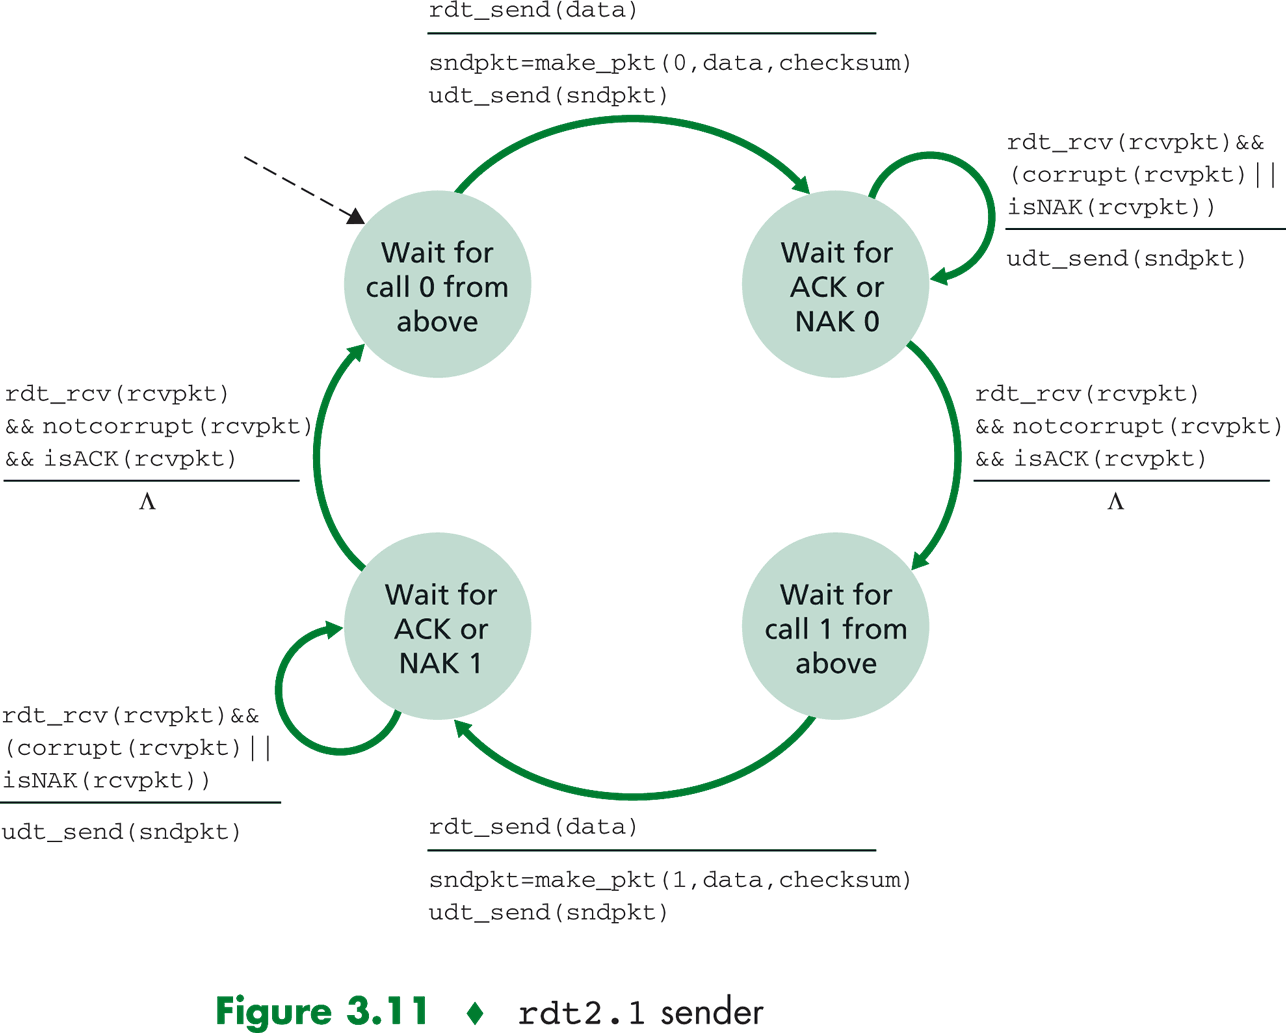 rdt_send(data)
sndpkt=make_pkt(0,data,checksum)
udt_send(sndpkt)
rdt_rcv(rcvpkt)&&
(corrupt(rcvpkt)||
isNAK(rcvpkt))
udt_send(sndpkt)
Wait for
call 0 from
above
Wait for
ACK or
NAK 0
rdt_rcv(rcvpkt)
&& notcorrupt(rcvpkt)
&& isACK(rcvpkt)
Λ
rdt_rcv(rcvpkt)
&& notcorrupt(rcvpkt)
&& isACK(rcvpkt)
Λ
Wait for
ACK or
NAK 1
Wait for
call 1 from
above
rdt_rcv(rcvpkt)&&
(corrupt(rcvpkt)||
isNAK(rcvpkt))
udt_send(sndpkt)
rdt_send(data)
sndpkt=make_pkt(1,data,checksum)
udt_send(sndpkt)
Figure 3.11 ♦ rdt2.1 sender